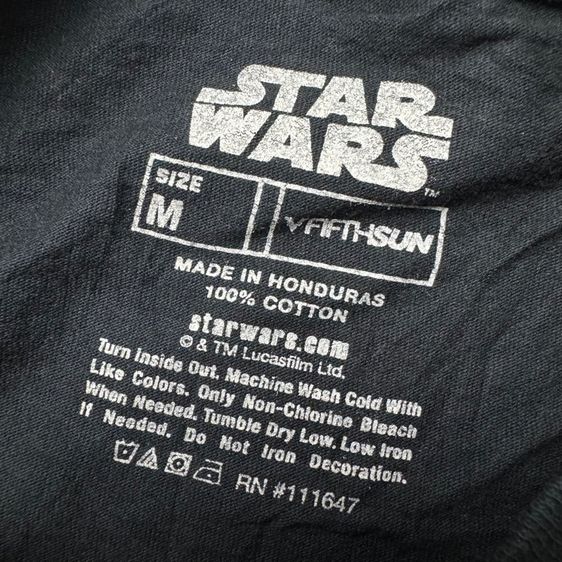 STAR
WARS
TM
SIZE
M
FIFTHSUN
MADE IN HONDURAS
100% COTTON
starwars.com
© & TM Lucasfilm Ltd.
Turn Inside Out. Machine Wash Cold With
Like Colors. Only Non-Chlorine Bleach
When Needed. Tumble Dry Low. Low Iron
If Needed. Do Not Iron Decoration.
RN #111647